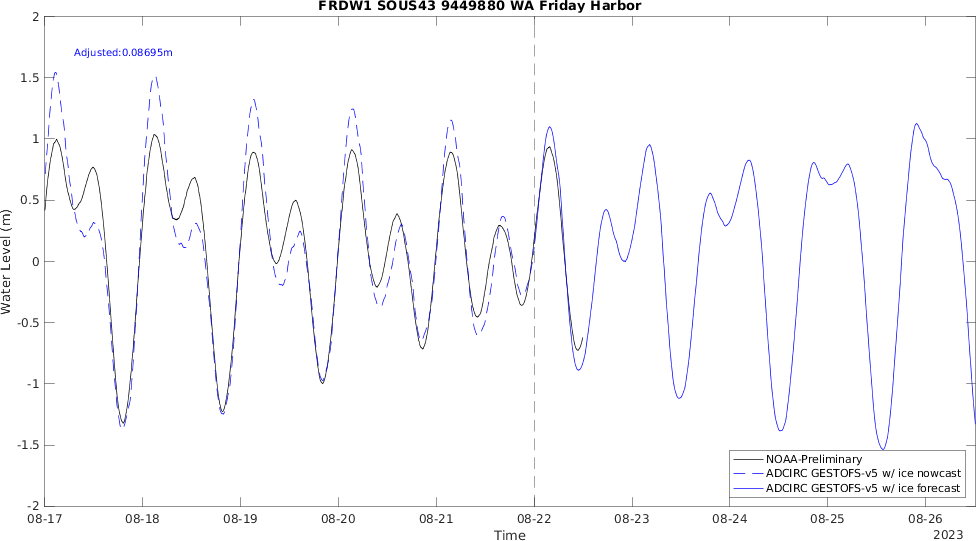 FRDW1 SOUS43 9449880 WA Friday Harbor
Adjusted:0.08695m
2
1.5
1
0.5
0
-0.5
-1
-1.5
-2
Water Level (m)
NOAA-Preliminary
ADCIRC GESTOFS-v5 w/ ice nowcast
ADCIRC GESTOFS-v5 w/ ice forecast
08-17 08-18 08-19 08-20 08-21 08-22 08-23 08-24 08-25 08-26
Time
2023